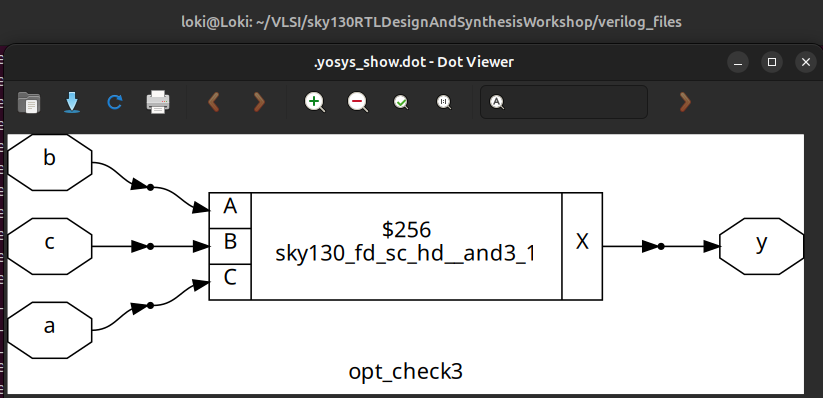 loki@Loki: ~/VLSI/sky130RTLDesignAndSynthesisWorkshop/verilog_files
.yosys_show.dot - Dot Viewer
b
A
$256
c
B
sky130_fd_sc_hd__and3_1
X
y
C
a
opt_check3